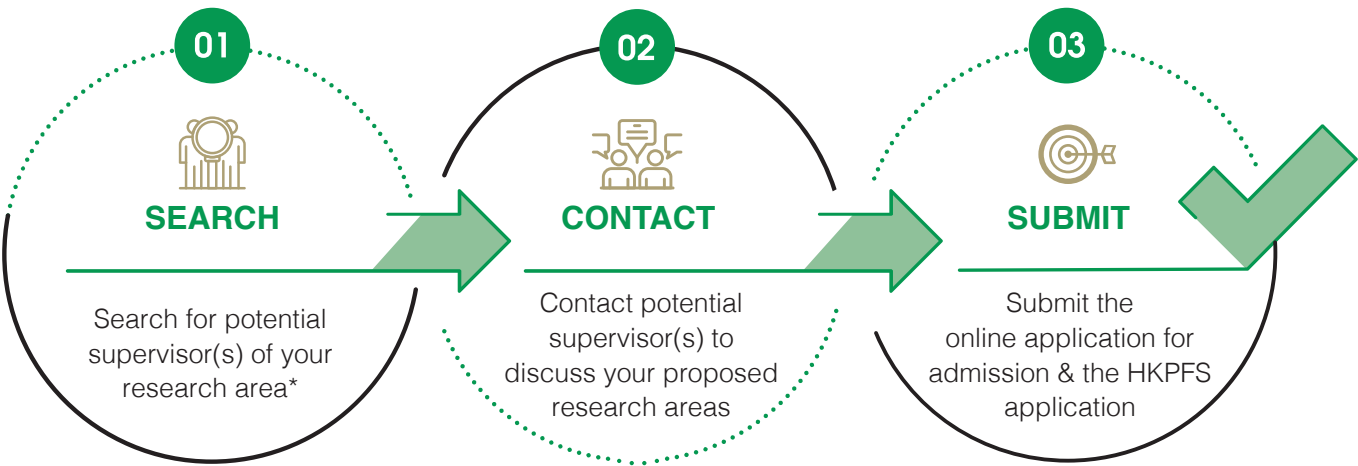 01
SEARCH
Search for potential
supervisor(s) of your
research area*
02
CONTACT
Contact potential
supervisor(s) to
discuss your proposed
research areas
03
SUBMIT
Submit the
online application for
admission & the HKPFS
application